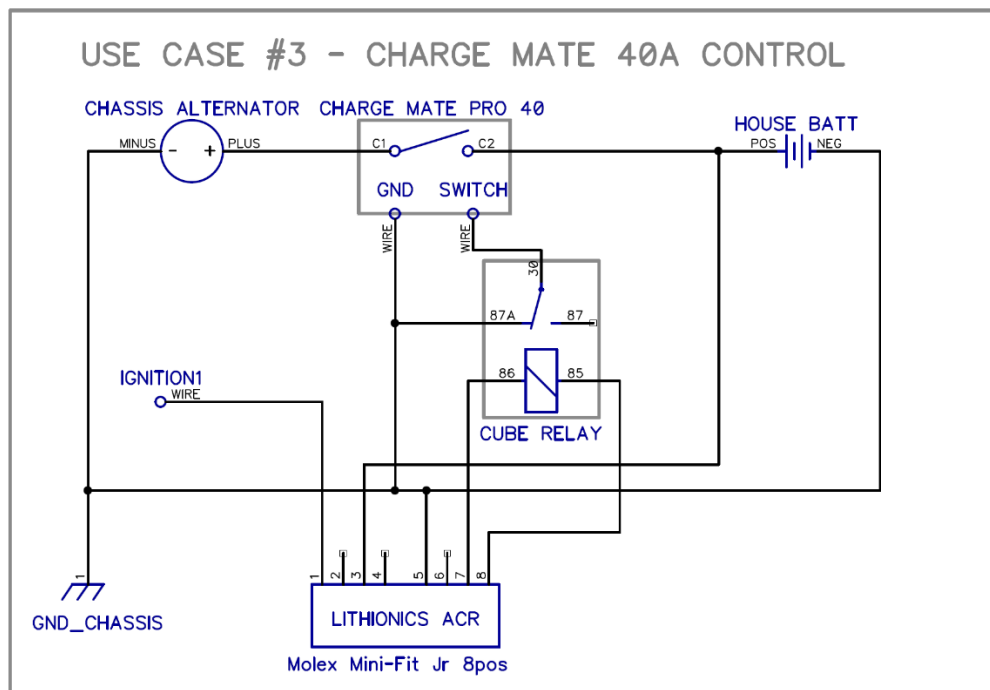 USE CASE #3 - CHARGE MATE 40A CONTROL
CHASSIS ALTERNATOR
CHARGE MATE PRO 40
HOUSE BATT
MINUS
-
+
PLUS
C1
C2
POS
NEG
GND
SWITCH
WIRE
WIRE
30
87A
87
86
85
CUBE RELAY
IGNITION1
WIRE
1
2
3
4
5
6
7
8
1
GND_CHASSIS
LITHIONICS ACR
Molex Mini-Fit Jr 8pos